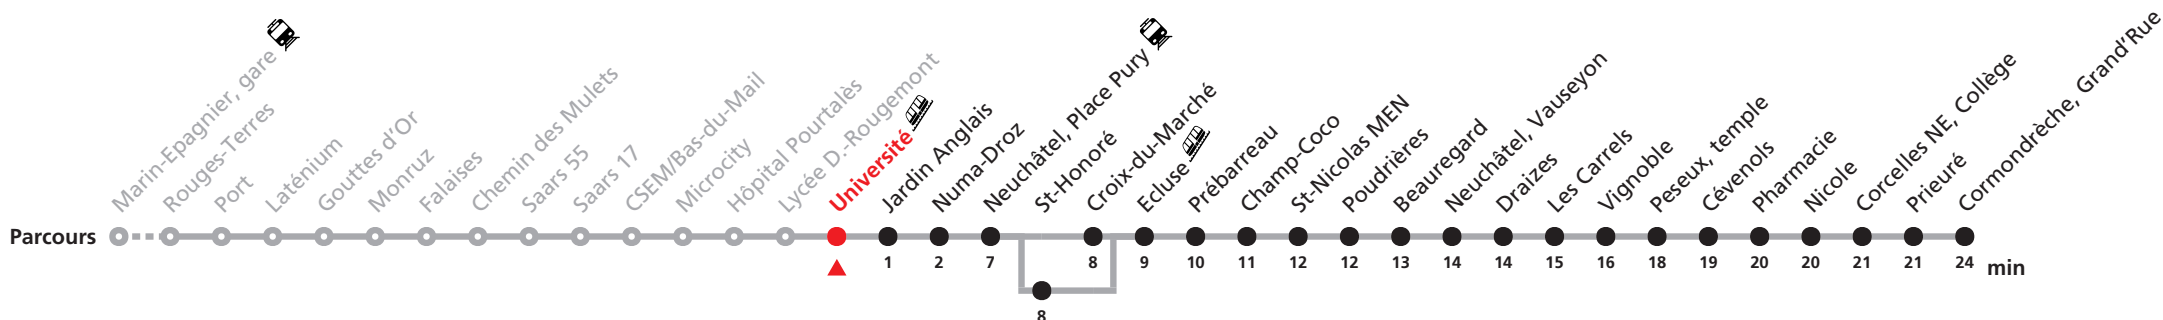 Parcours
Marin-Epagnier, gare
Rouges-Terres
Port
Laténium
Gouttes d'Or
Monruz
Falaises
Chemin des Mulets
Saars 55
Saars 17
CSEM/Bas-du-Mail
Microcity
Hôpital Pourtalès
Lycée D.-Rougemont
Université
Jardin Anglais
Numa-Droz
Neuchâtel, Place Pury
St-Honoré
Croix-du-Marché
Ecluse
Prébarreau
Champ-Coco
St-Nicolas MEN
Poudrières
Beauregard
Neuchâtel, Vauseyon
Draizes
Les Carrels
Vignoble
Peseux, temple
Cévenols
Pharmacie
Nicole
Corcelles NE, Collège
Prieuré
Cormondrèche, Grand'Rue
1 2 7 8 9 10 11 12 12 13 14 14 15 16 18 19 20 20 21 21 24 min
8